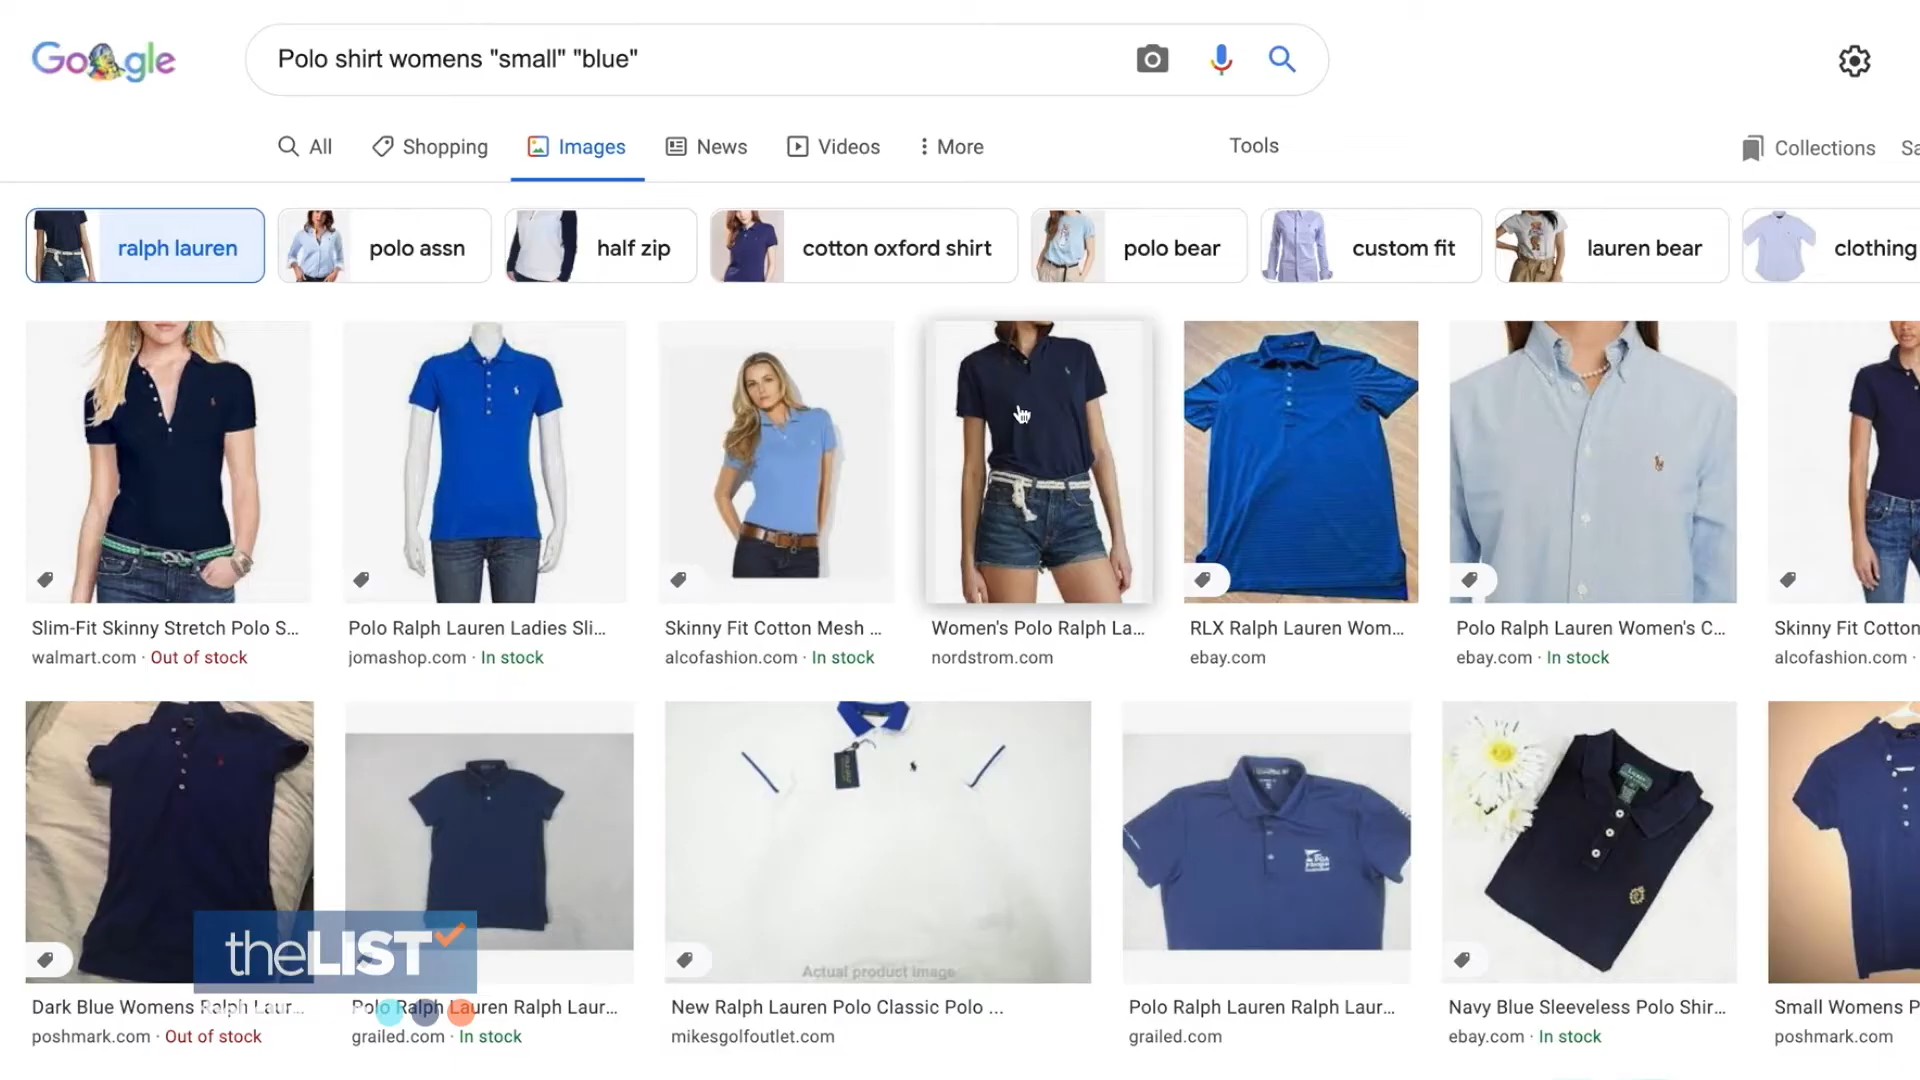 Google
Polo shirt womens "small" "blue"
All
Shopping
Images
News
Videos
More
Tools
Collections
Sa
ralph lauren
polo assn
half zip
cotton oxford shirt
polo bear
custom fit
lauren bear
clothing
Slim-Fit Skinny Stretch Polo S...
walmart.com · Out of stock
Polo Ralph Lauren Ladies Sli...
jomashop.com · In stock
Skinny Fit Cotton Mesh ...
alcofashion.com · In stock
Women's Polo Ralph La...
nordstrom.com
RLX Ralph Lauren Wom...
ebay.com
Polo Ralph Lauren Women's C...
ebay.com · In stock
Skinny Fit Cotton
alcofashion.com ·
theLIST
Actual product image
Dark Blue Womens Ralph Laur...
poshmark.com · Out of stock
Polo Ralph Lauren Ralph Laur...
grailed.com · In stock
New Ralph Lauren Polo Classic Polo ...
mikesgolfoutlet.com
Polo Ralph Lauren Ralph Laur...
grailed.com
Navy Blue Sleeveless Polo Shir...
ebay.com · In stock
Small Womens P
poshmark.com